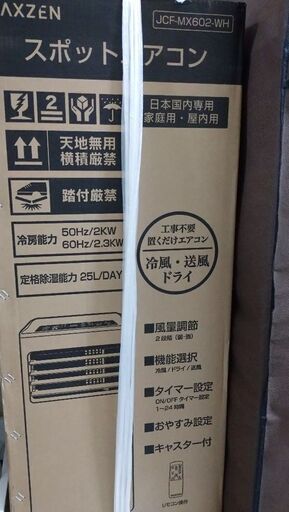 AXZEN
JCF-MX602-WH
スポットエアコン
2
日本国内専用
家庭用・屋内用
天地無用
横積厳禁
踏付厳禁
冷房能力
50Hz/2KW
60Hz/2.3KW
定格除湿能力 25L/DAY
工事不要
置くだけエアコン
冷風・送風
ドライ
■風量調節
2段階（強・弱）
■機能選択
冷風/ドライ/送風
■タイマー設定
ON/OFFタイマー設定
1~24時間
■おやすみ設定
■キャスター付
リモコン操作